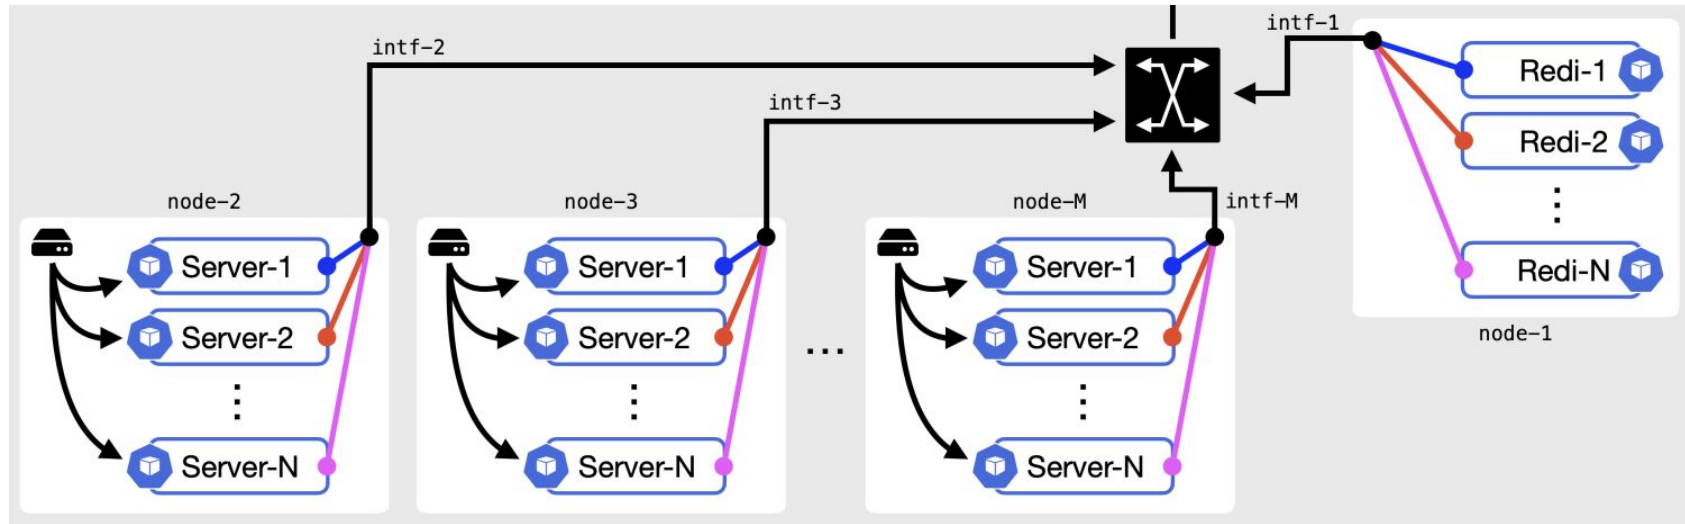 intf-1
intf-2
Redi-1
intf-3
Redi-2
node-2
node-3
node-M
intf-M
Server-1
Server-1
Server-1
Redi-N
Server-2
Server-2
Server-2
node-1
...
Server-N
Server-N
Server-N